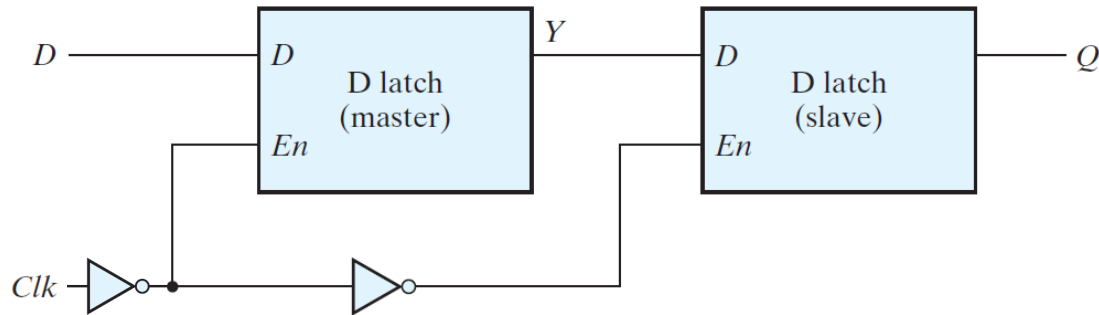 D
D
Y
D
Q
D latch
(master)
D latch
(slave)
En
En
Clk